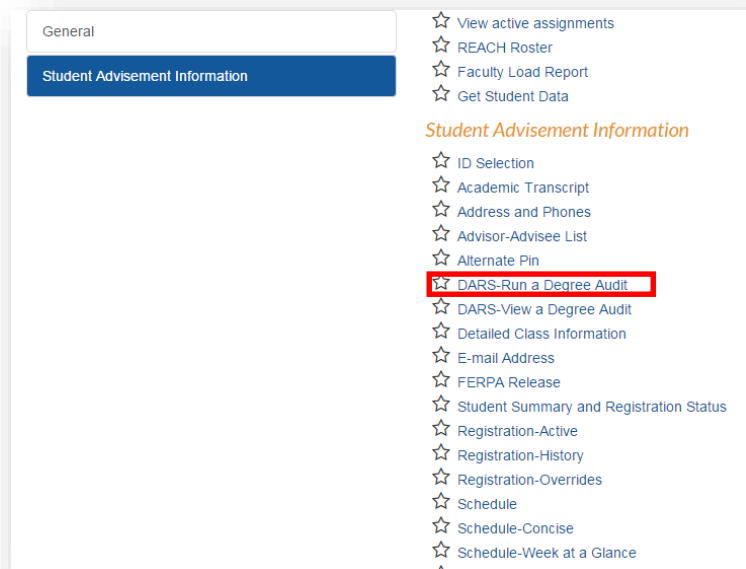 General
Student Advisement Information
View active assignments
REACH Roster
Faculty Load Report
Get Student Data
Student Advisement Information
ID Selection
Academic Transcript
Address and Phones
Advisor-Advisee List
Alternate Pin
DARS-Run a Degree Audit
DARS-View a Degree Audit
Detailed Class Information
E-mail Address
FERPA Release
Student Summary and Registration Status
Registration-Active
Registration-History
Registration-Overrides
Schedule
Schedule-Concise
Schedule-Week at a Glance